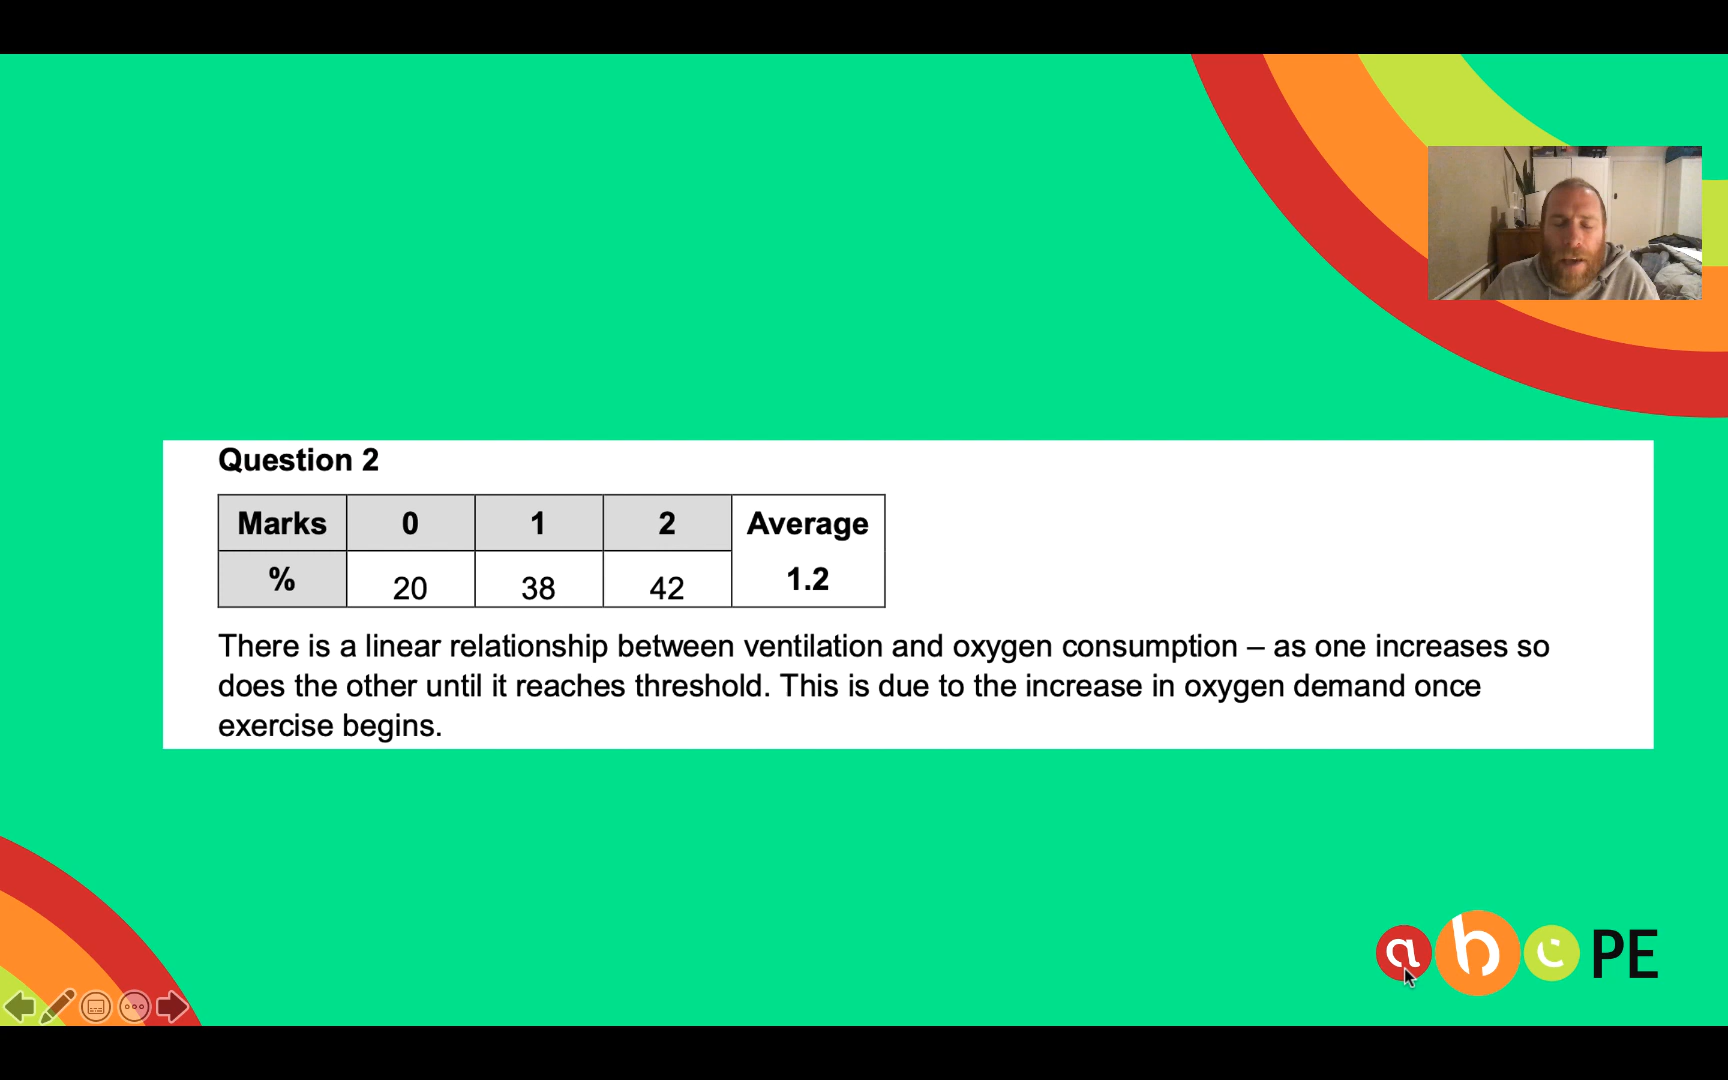 Question 2
Marks 0 1 2 Average
% 20 38 42 1.2
There is a linear relationship between ventilation and oxygen consumption – as one increases so
does the other until it reaches threshold. This is due to the increase in oxygen demand once
exercise begins.
a b c PE